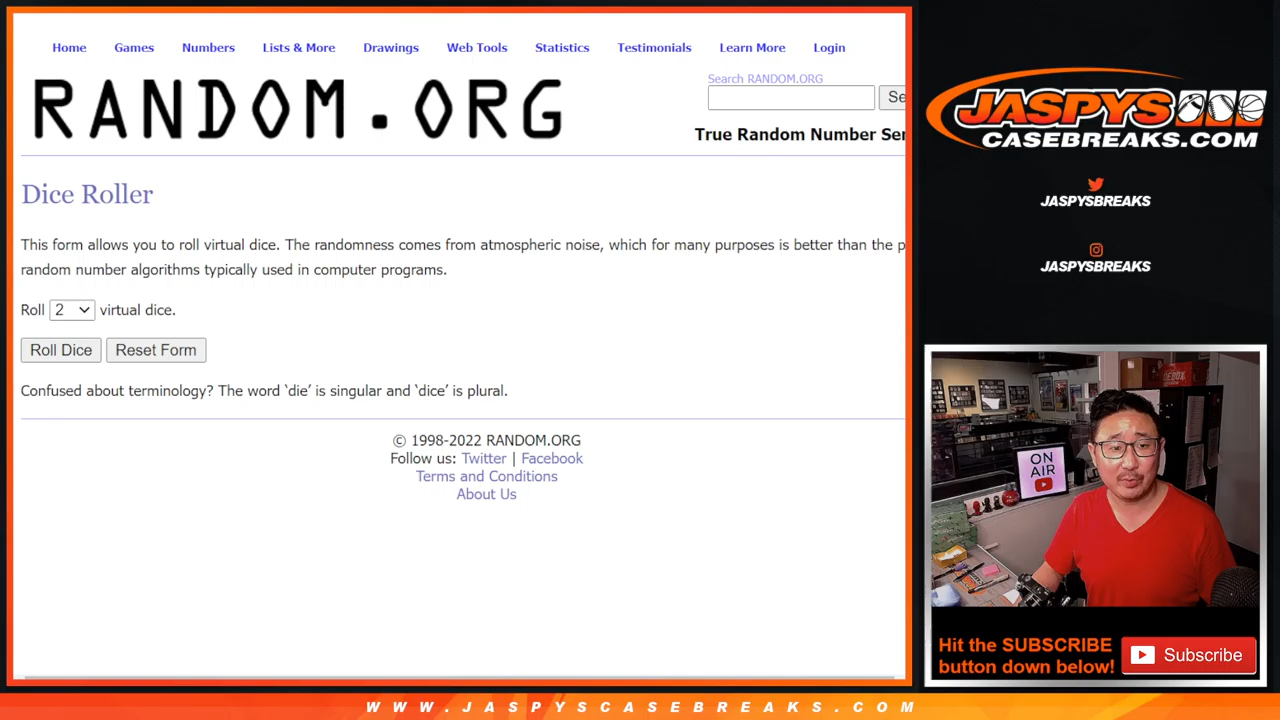 Home Games Numbers Lists & More Drawings Web Tools Statistics Testimonials Learn More Login
RANDOM.ORG
Search RANDOM.ORG
Se
True Random Number Ser
Dice Roller
This form allows you to roll virtual dice. The randomness comes from atmospheric noise, which for many purposes is better than the p
random number algorithms typically used in computer programs.
Roll 2 virtual dice.
Roll Dice Reset Form
Confused about terminology? The word ‘die’ is singular and ‘dice’ is plural.
© 1998-2022 RANDOM.ORG
Follow us: Twitter | Facebook
Terms and Conditions
About Us
JASPYS
CASEBREAKS.COM
JASPYSBREAKS
JASPYSBREAKS
ON
AIR
Hit the SUBSCRIBE
button down below!
Subscribe
WWW.JASPYSCASEBREAKS.COM